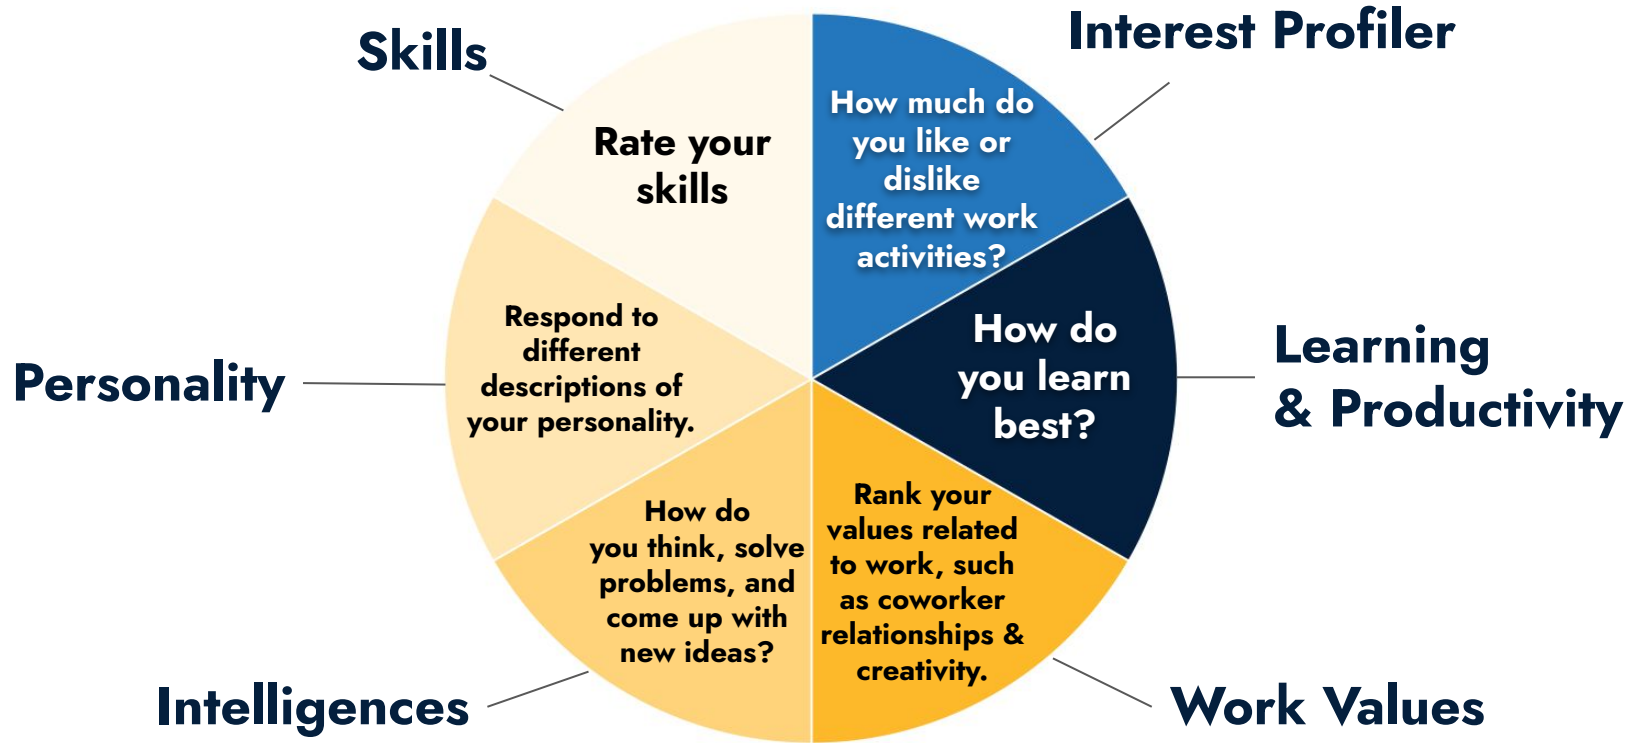 Skills
Rate your
skills
Interest Profiler
How much do
you like or
dislike
different work
activities?
Learning
& Productivity
How do
you learn
best?
Work Values
Rank your
values related
to work, such
as coworker
relationships &
creativity.
Intelligences
How do
you think, solve
problems, and
come up with
new ideas?
Personality
Respond to
different
descriptions of
your personality.